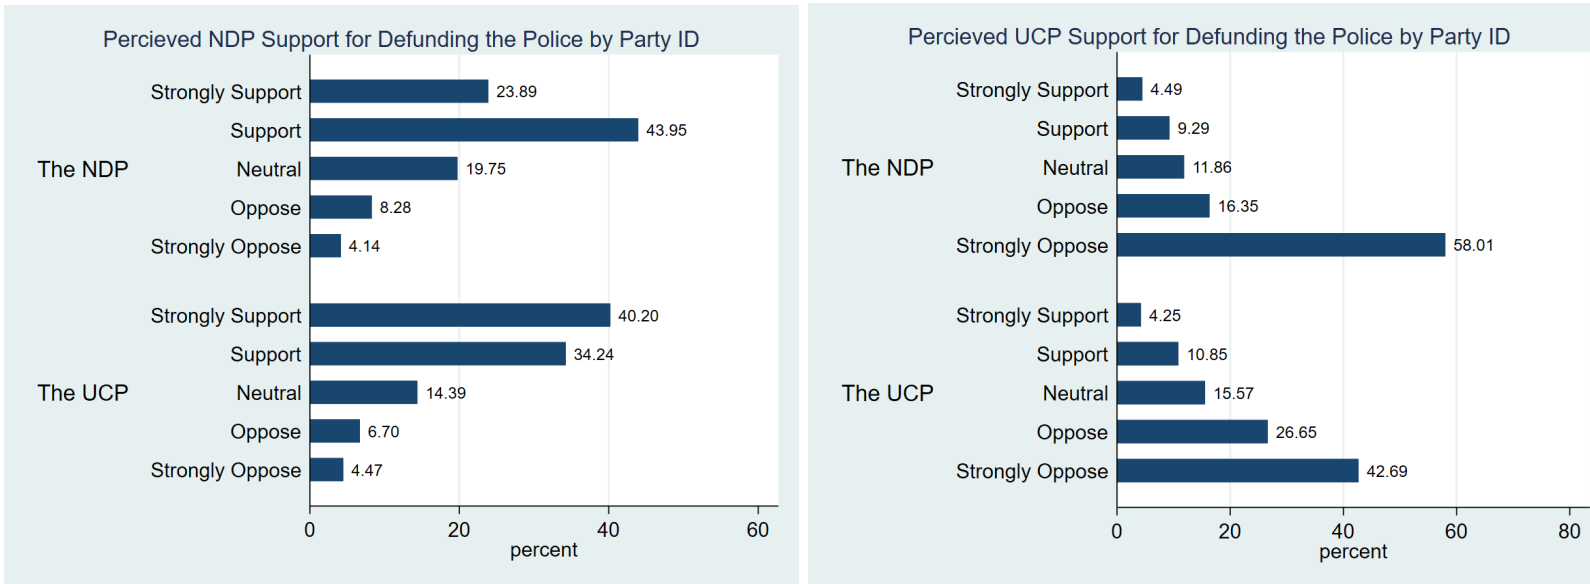 Percieved NDP Support for Defunding the Police by Party ID
The NDP
Strongly Support 23.89
Support 43.95
Neutral 19.75
Oppose 8.28
Strongly Oppose 4.14
The UCP
Strongly Support 40.20
Support 34.24
Neutral 14.39
Oppose 6.70
Strongly Oppose 4.47
0 20 40 60
percent
Percieved UCP Support for Defunding the Police by Party ID
The NDP
Strongly Support 4.49
Support 9.29
Neutral 11.86
Oppose 16.35
Strongly Oppose 58.01
The UCP
Strongly Support 4.25
Support 10.85
Neutral 15.57
Oppose 26.65
Strongly Oppose 42.69
0 20 40 60 80
percent